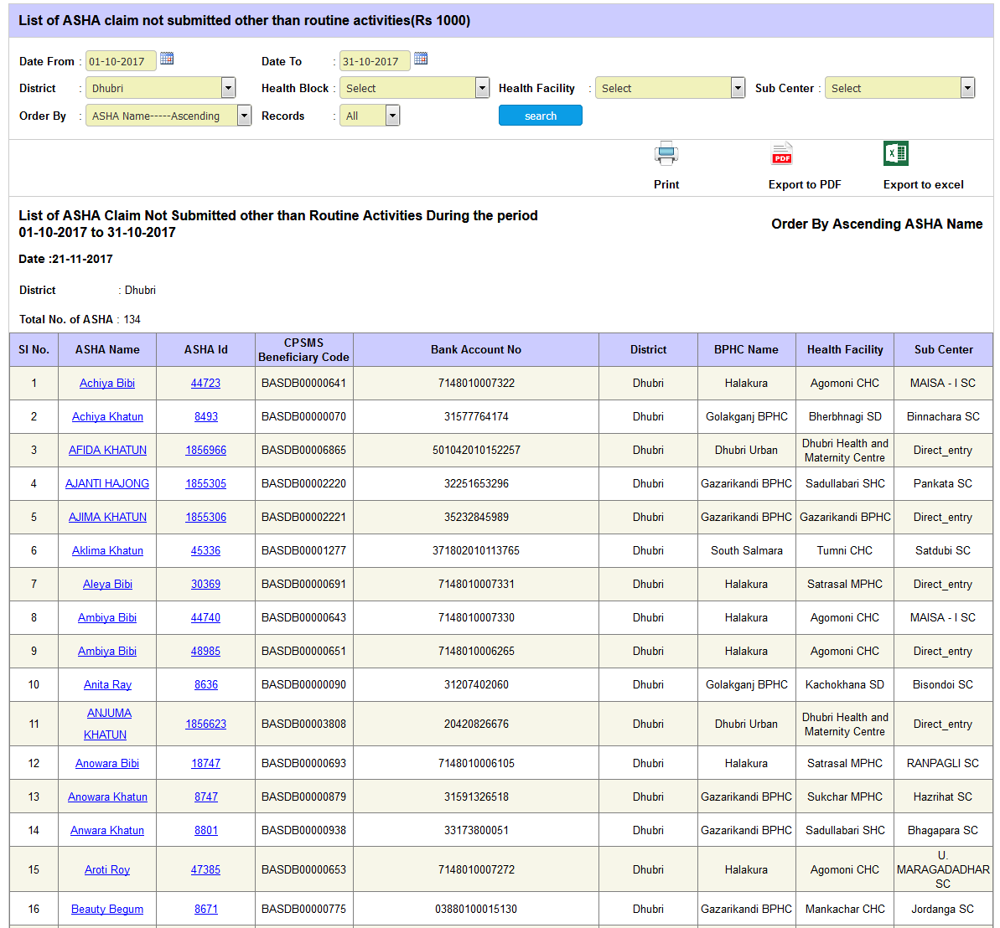 List of ASHA claim not submitted other than routine activities(Rs 1000)
Date From : 01-10-2017 Date To : 31-10-2017
District : Dhubri Health Block : Select Health Facility : Select Sub Center : Select
Order By : ASHA Name-----Ascending Records : All search
Print Export to PDF Export to excel
List of ASHA Claim Not Submitted other than Routine Activities During the period
01-10-2017 to 31-10-2017
Order By Ascending ASHA Name
Date :21-11-2017
District : Dhubri
Total No. of ASHA : 134
SI No. ASHA Name ASHA Id CPSMS Beneficiary Code Bank Account No District BPHC Name Health Facility Sub Center
1 Achiya Bibi 44723 BASDB00000641 7148010007322 Dhubri Halakura Agomoni CHC MAISA - I SC
2 Achiya Khatun 8493 BASDB00000070 31577764174 Dhubri Golakganj BPHC Bherbhnagi SD Binnachara SC
3 AFIDA KHATUN 1856966 BASDB00006865 501042010152257 Dhubri Dhubri Urban Dhubri Health and Maternity Centre Direct_entry
4 AJANTI HAJONG 1855305 BASDB00002220 32251653296 Dhubri Gazarikandi BPHC Sadullabari SHC Pankata SC
5 AJIMA KHATUN 1855306 BASDB00002221 35232845989 Dhubri Gazarikandi BPHC Gazarikandi BPHC Direct_entry
6 Aklima Khatun 45336 BASDB00001277 371802010113765 Dhubri South Salmara Tumni CHC Satdubi SC
7 Aleya Bibi 30369 BASDB00000691 7148010007331 Dhubri Halakura Satrasal MPHC Direct_entry
8 Ambiya Bibi 44740 BASDB00000643 7148010007330 Dhubri Halakura Agomoni CHC MAISA - I SC
9 Ambiya Bibi 48985 BASDB00000651 7148010006265 Dhubri Halakura Agomoni CHC Direct_entry
10 Anita Ray 8636 BASDB00000090 31207402060 Dhubri Golakganj BPHC Kachokhana SD Bisondoi SC
11 ANJUMA KHATUN 1856623 BASDB00003808 20420826676 Dhubri Dhubri Urban Dhubri Health and Maternity Centre Direct_entry
12 Anowara Bibi 18747 BASDB00000693 7148010006105 Dhubri Halakura Satrasal MPHC RANPAGLI SC
13 Anowara Khatun 8747 BASDB00000879 31591326518 Dhubri Gazarikandi BPHC Sukchar MPHC Hazrihat SC
14 Anwara Khatun 8801 BASDB00000938 33173800051 Dhubri Gazarikandi BPHC Sadullabari SHC Bhagapara SC
15 Aroti Roy 47385 BASDB00000653 7148010007272 Dhubri Halakura Agomoni CHC U. MARAGADADHAR SC
16 Beauty Begum 8671 BASDB00000775 03880100015130 Dhubri Gazarikandi BPHC Mankachar CHC Jordanga SC